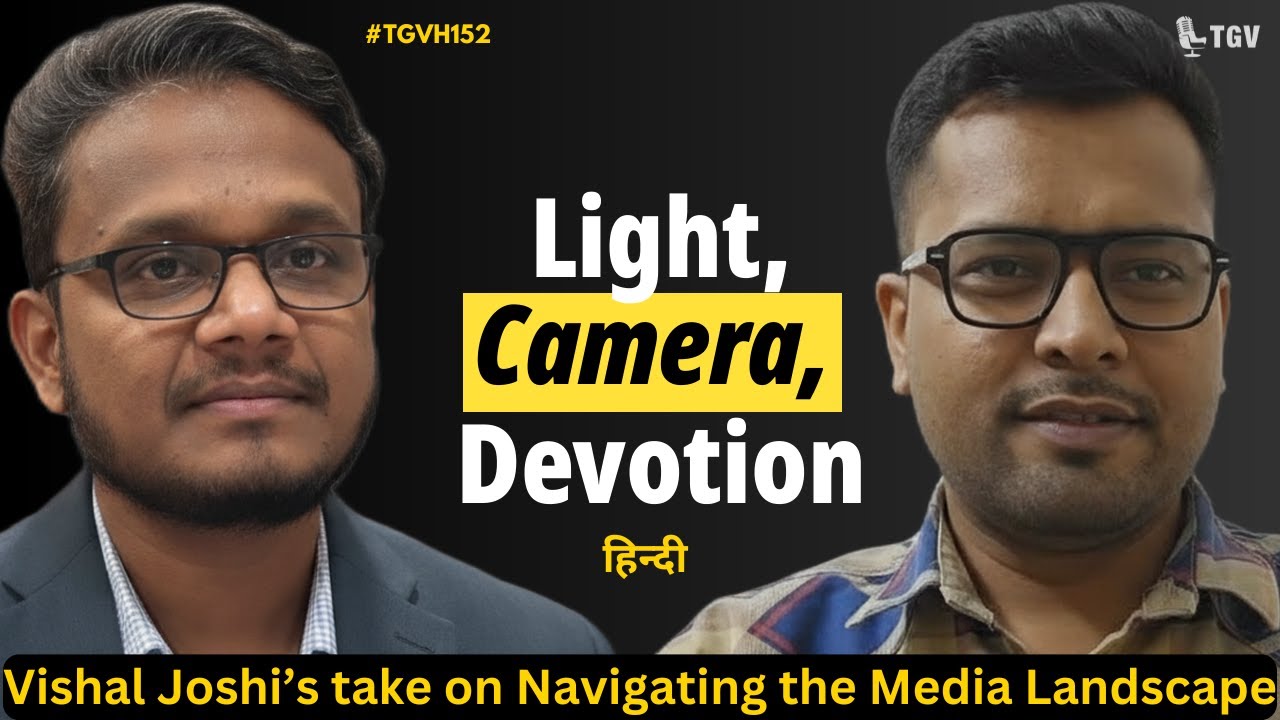 #TGVH152
TGV
Light,
Camera,
Devotion
हिन्दी
Vishal Joshi’s take on Navigating the Media Landscape